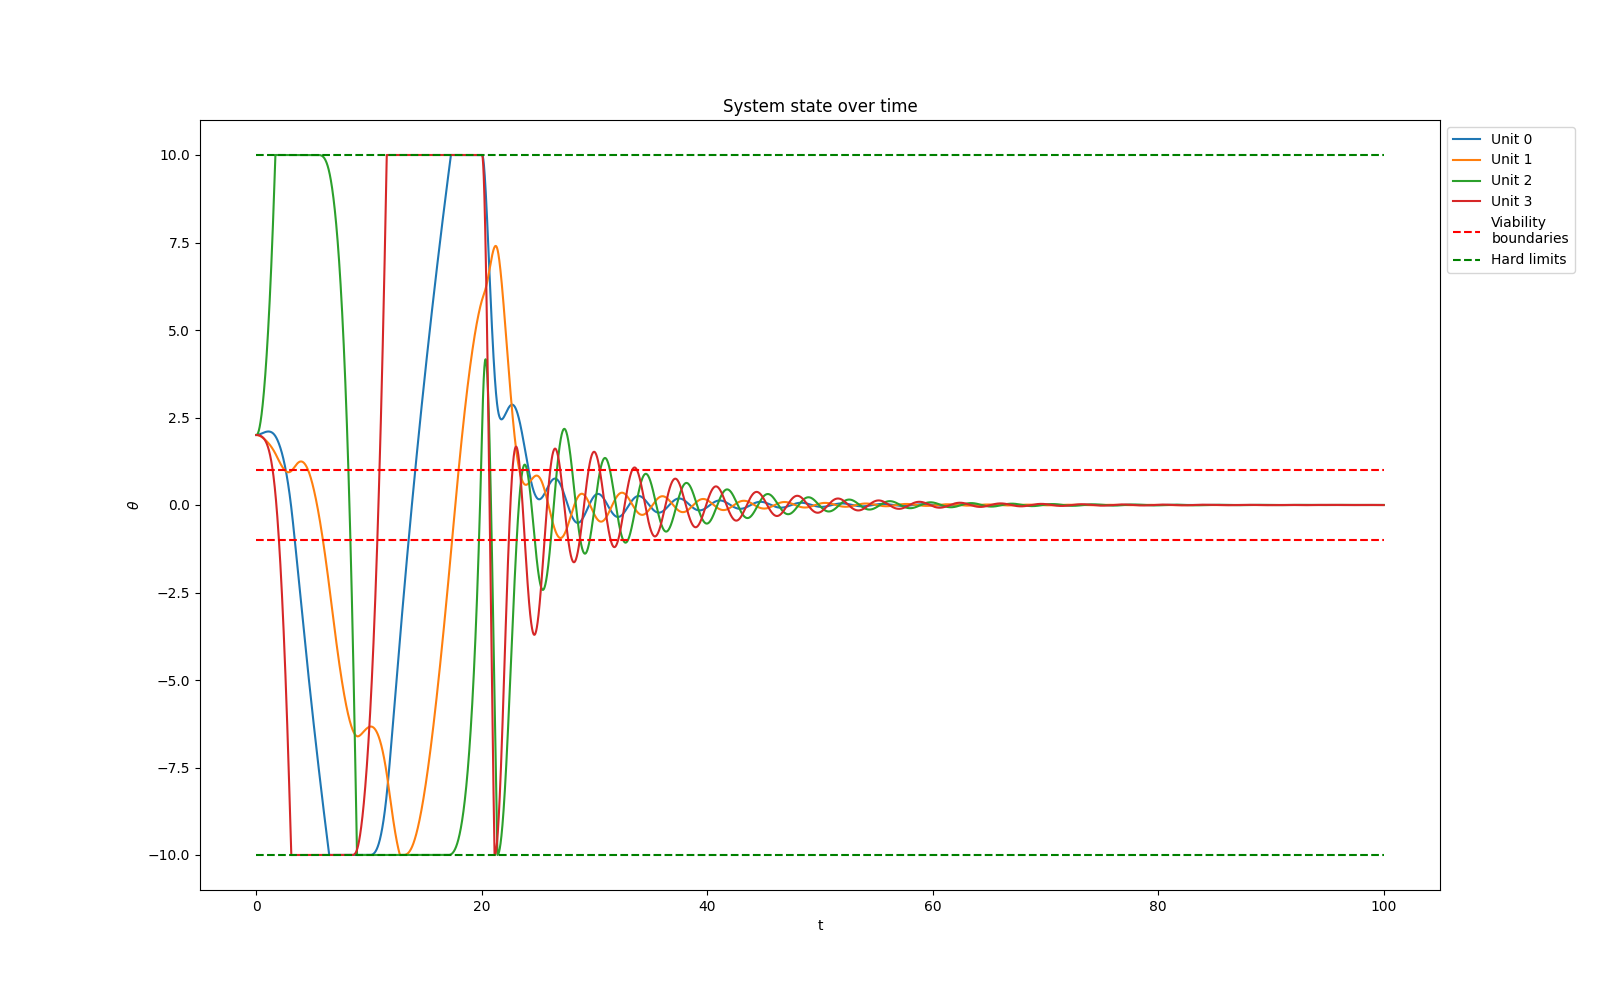 System state over time
10.0
7.5
5.0
2.5
0.0
−2.5
−5.0
−7.5
−10.0
θ
0
20
40
60
80
100
t
Unit 0
Unit 1
Unit 2
Unit 3
Viability
boundaries
Hard limits